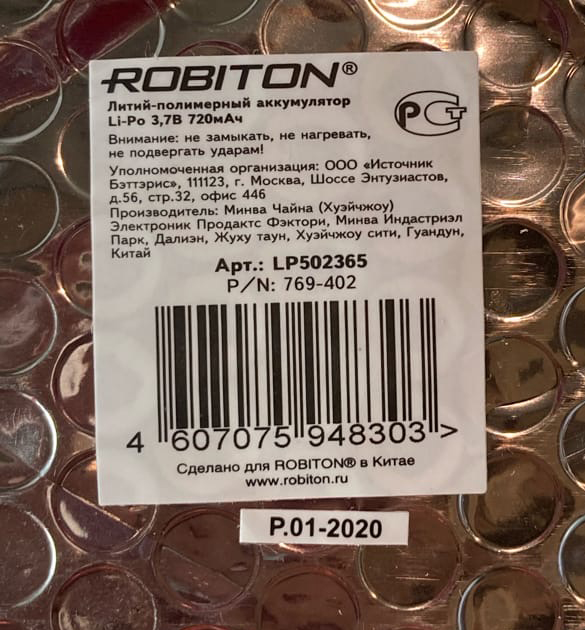 ROBITON®
Литий-полимерный аккумулятор
Li-Po 3,7В 720мАч
Внимание: не замыкать, не нагревать,
не подвергать ударам!
Уполномоченная организация: ООО «Источник
Бэттэрис», 111123, г. Москва, Шоссе Энтузиастов,
д.56, стр.32, офис 446
Производитель: Минва Чайна (Хуэйчжоу)
Электроник Продактс Фэктори, Минва Индастриэл
Парк, Далиэн, Жуху таун, Хуэйчжоу сити, Гуандун,
Китай
Арт.: LP502365
P/N: 769-402
4 607075 948303 >
Сделано для ROBITON® в Китае
www.robiton.ru
P.01-2020